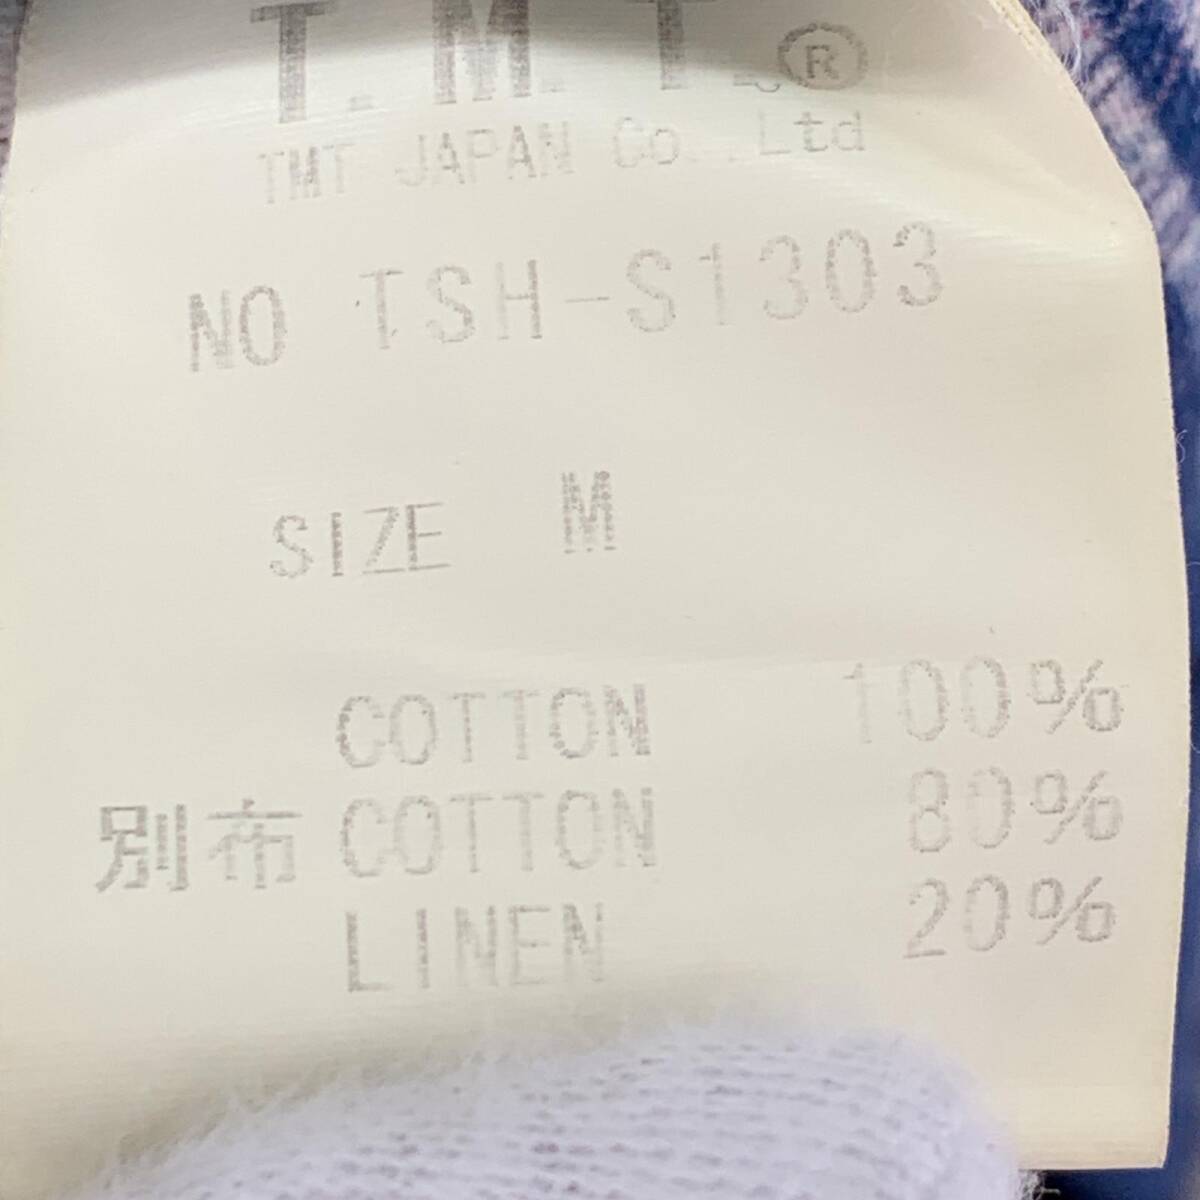 T.M.T.®
TMT JAPAN Co.,Ltd
NO TSH-S1303
SIZE M
COTTON 100%
別布 COTTON 80%
LINEN 20%